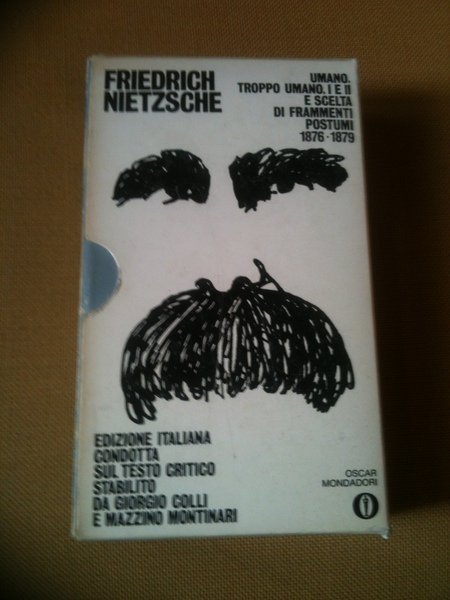 FRIEDRICH
NIETZSCHE
UMANO.
TROPPO UMANO. I E II
E SCELTA
DI FRAMMENTI
POSTUMI
1876-1879
EDIZIONE ITALIANA
CONDOTTA
SUL TESTO CRITICO
STABILITO
DA GIORGIO COLLI
E MAZZINO MONTINARI
OSCAR
MONDADORI